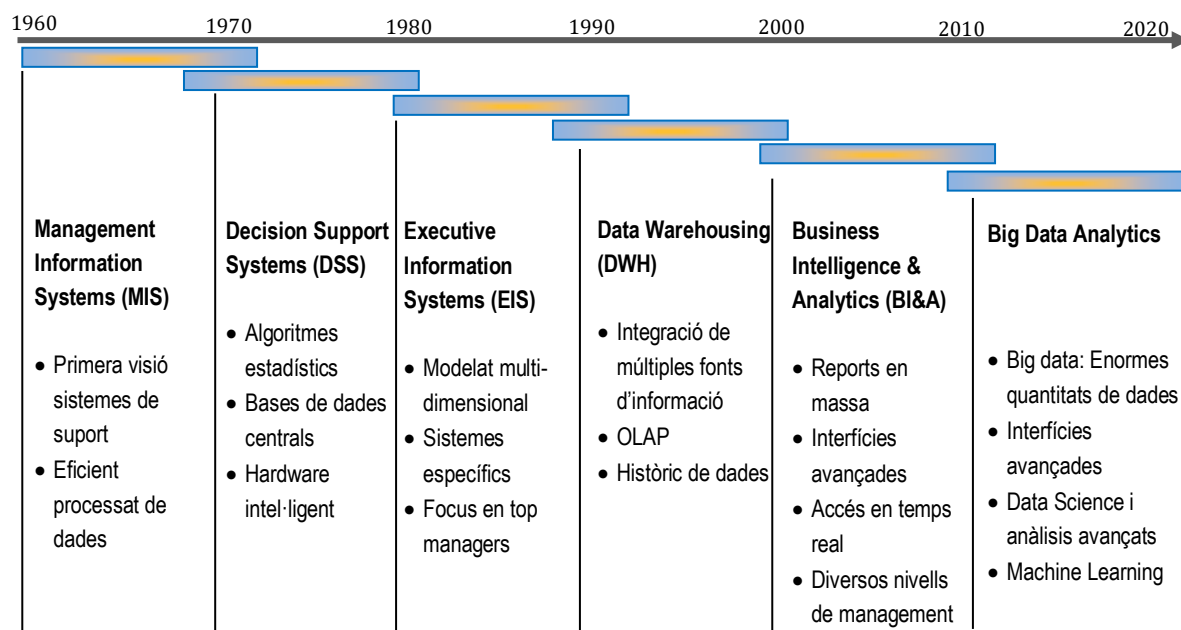 1960 1970 1980 1990 2000 2010 2020
Management
Information
Systems (MIS)
• Primera visió
sistemes de
suport
• Eficient
processat de
dades
Decision Support
Systems (DSS)
• Algoritmes
estadístics
• Bases de dades
centrals
• Hardware
intel·ligent
Executive
Information
Systems (EIS)
• Modelat multi-
dimensional
• Sistemes
específics
• Focus en top
managers
Data Warehousing
(DWH)
• Integració de
múltiples fonts
d’informació
• OLAP
• Històric de dades
Business
Intelligence &
Analytics (BI&A)
• Reports en
massa
• Interfícies
avançades
• Accés en temps
real
• Diversos nivells
de management
Big Data Analytics
• Big data: Enormes
quantitats de dades
• Interfícies
avançades
• Data Science i
anàlisis avançats
• Machine Learning